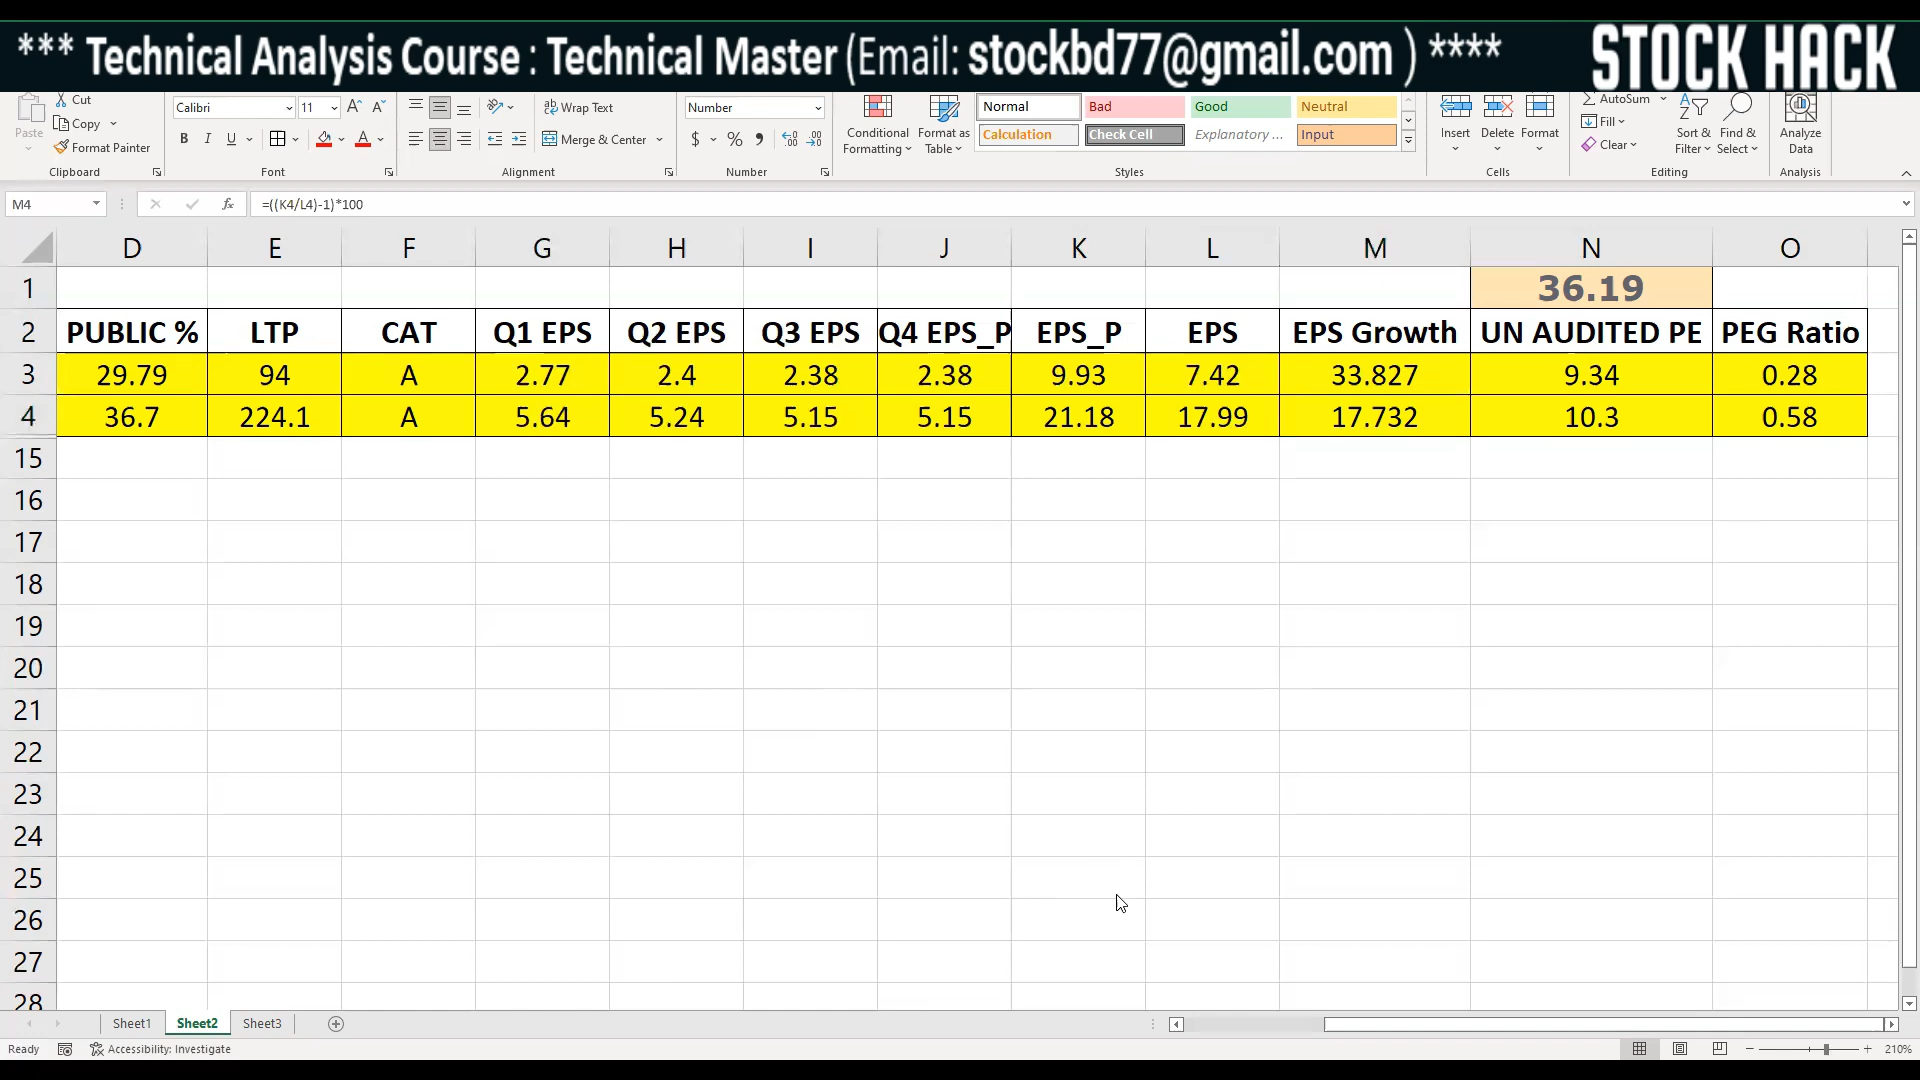 *** Technical Analysis Course : Technical Master (Email: stockbd77@gmail.com ) **** STOCK HACK
Cut
Copy
Format Painter
Paste
Clipboard
Calibri 11
B I U
Font
Wrap Text
Merge & Center
Alignment
Number
$ % ,
Number
Conditional Formatting
Format as Table
Normal Bad Good Neutral
Calculation Check Cell Explanatory ... Input
Styles
Insert Delete Format
Cells
AutoSum
Fill
Clear
Sort & Filter
Find & Select
Editing
Analyze Data
Analysis
M4 fx =((K4/L4)-1)*100
D E F G H I J K L M N O
1 36.19
2 PUBLIC % LTP CAT Q1 EPS Q2 EPS Q3 EPS Q4 EPS_P EPS_P EPS EPS Growth UN AUDITED PE PEG Ratio
3 29.79 94 A 2.77 2.4 2.38 2.38 9.93 7.42 33.827 9.34 0.28
4 36.7 224.1 A 5.64 5.24 5.15 5.15 21.18 17.99 17.732 10.3 0.58
15
16
17
18
19
20
21
22
23
24
25
26
27
28
Sheet1 Sheet2 Sheet3
Ready Accessibility: Investigate 210%